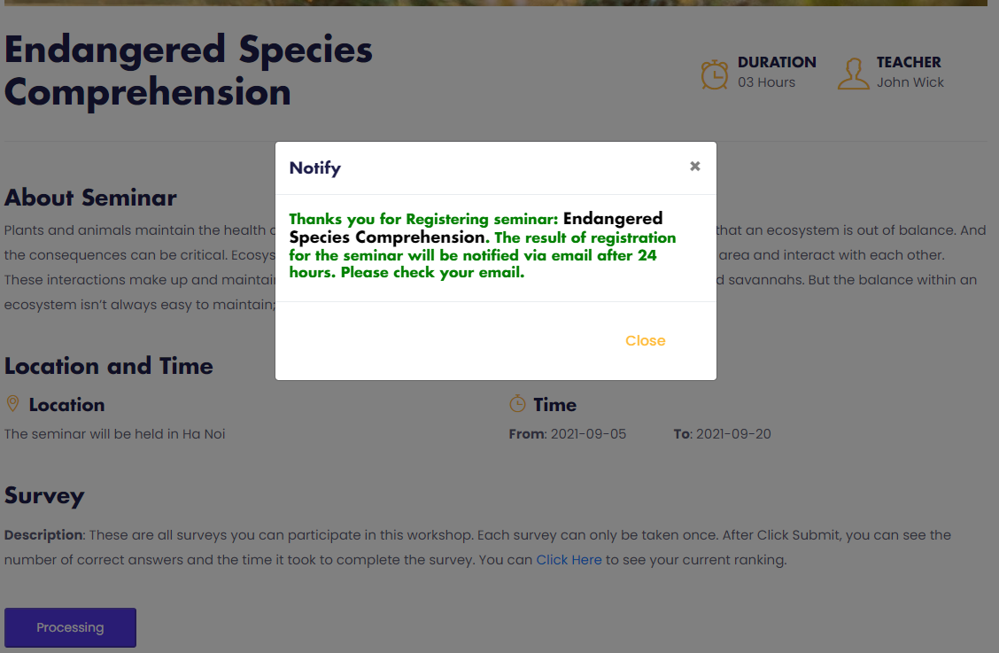 Endangered Species
Comprehension
DURATION
03 Hours
TEACHER
John Wick
Notify
×
Thanks you for Registering seminar: Endangered
Species Comprehension. The result of registration
for the seminar will be notified via email after 24
hours. Please check your email.
Close
About Seminar
Plants and animals maintain the health that an ecosystem is out of balance. And
the consequences can be critical. area and interact with each other.
These interactions make up and savannahs. But the balance within an
ecosystem isn't always easy to maintain;
Location and Time
Location
The seminar will be held in Ha Noi
Time
From: 2021-09-05 To: 2021-09-20
Survey
Description: These are all surveys you can participate in this workshop. Each survey can only be taken once. After Click Submit, you can see the
number of correct answers and the time it took to complete the survey. You can Click Here to see your current ranking.
Processing